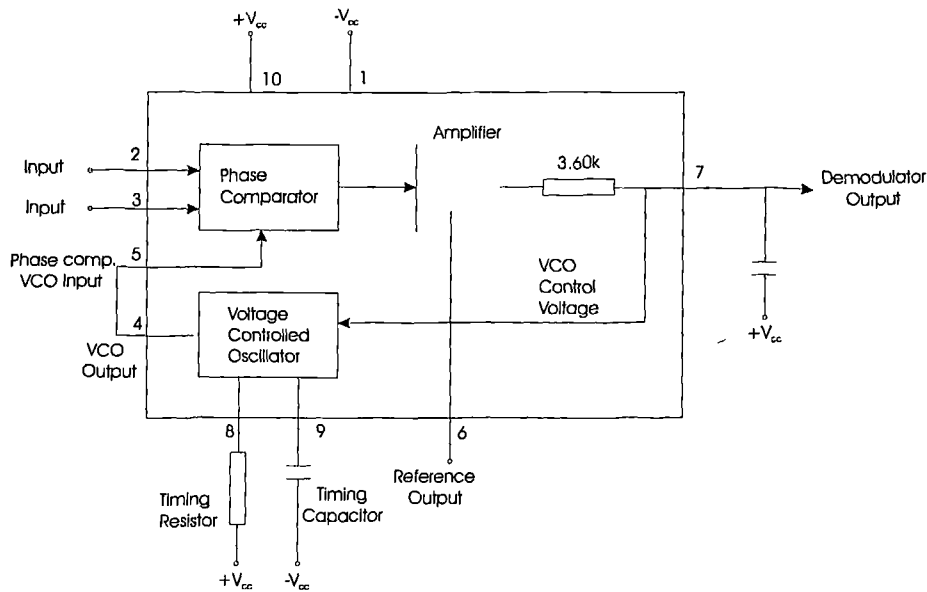 +Vcc
-Vcc
10
1
Amplifier
Input
2
Phase
Comparator
3.60k
7
Demodulator
Output
Input
3
5
Phase comp.
VCO Input
VCO
Control
Voltage
4
Voltage
Controlled
Oscillator
VCO
Output
+Vcc
8
9
6
Reference
Output
Timing
Resistor
Timing
Capacitor
+Vcc
-Vcc